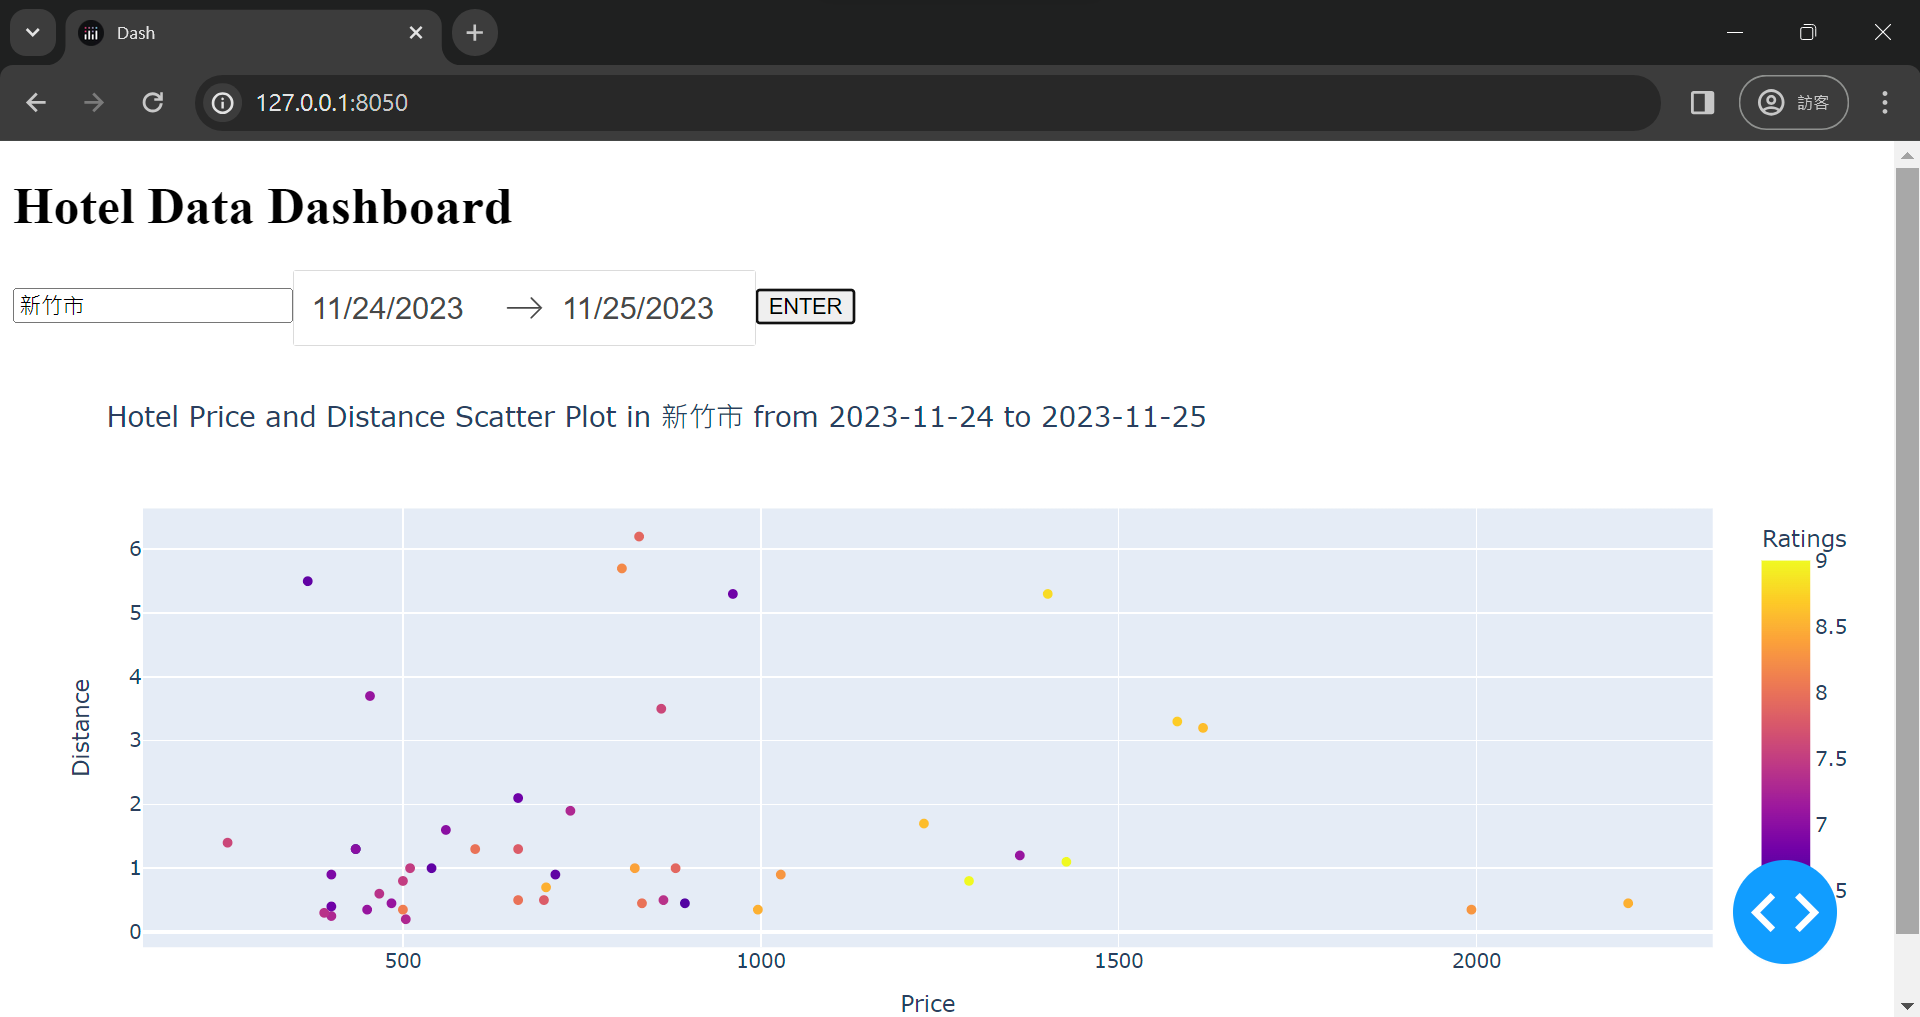 Dash
127.0.0.1:8050
訪客
Hotel Data Dashboard
新竹市 11/24/2023 → 11/25/2023 ENTER
Hotel Price and Distance Scatter Plot in 新竹市 from 2023-11-24 to 2023-11-25
6
5
4
3
2
1
0
Distance
500 1000 1500 2000
Price
Ratings
9
8.5
8
7.5
7
5